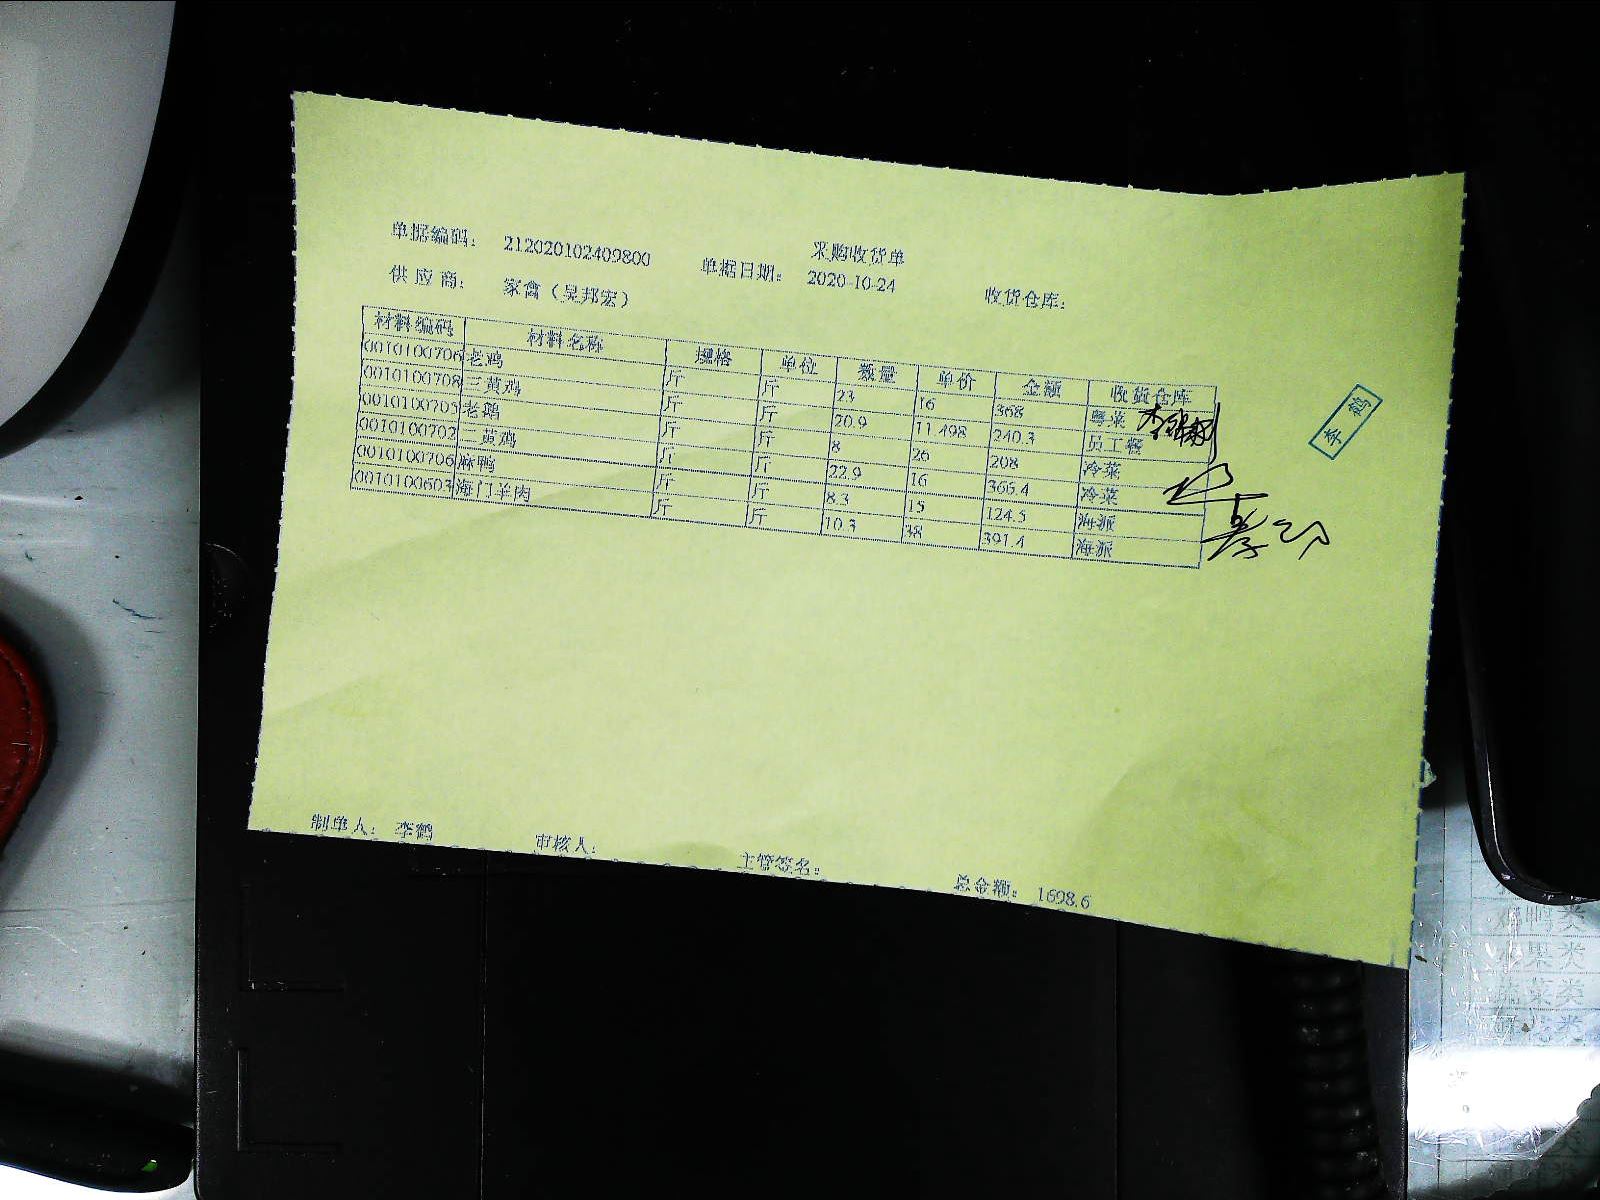 采购收货单
单据编码： 212020102409800 单据日期： 2020-10-24 收货仓库：
供应商： 家禽（吴邦宏）
材料编码 材料名称 规格 单位 数量 单价 金额 收货仓库
0010100706 老鸡 斤 斤 23 16 368 粤菜
0010100708 三黄鸡 斤 斤 20.9 11.498 240.3 员工餐
0010100705 老鹅 斤 斤 8 26 208 冷菜
0010100702 三黄鸡 斤 斤 22.9 16 366.4 冷菜
0010100706 麻鸭 斤 斤 8.3 15 124.5 海派
0010100603 海门羊肉 斤 斤 10.3 38 391.4 海派
李鹤
制单人： 李鹤 审核人： 主管签名： 总金额： 1698.6